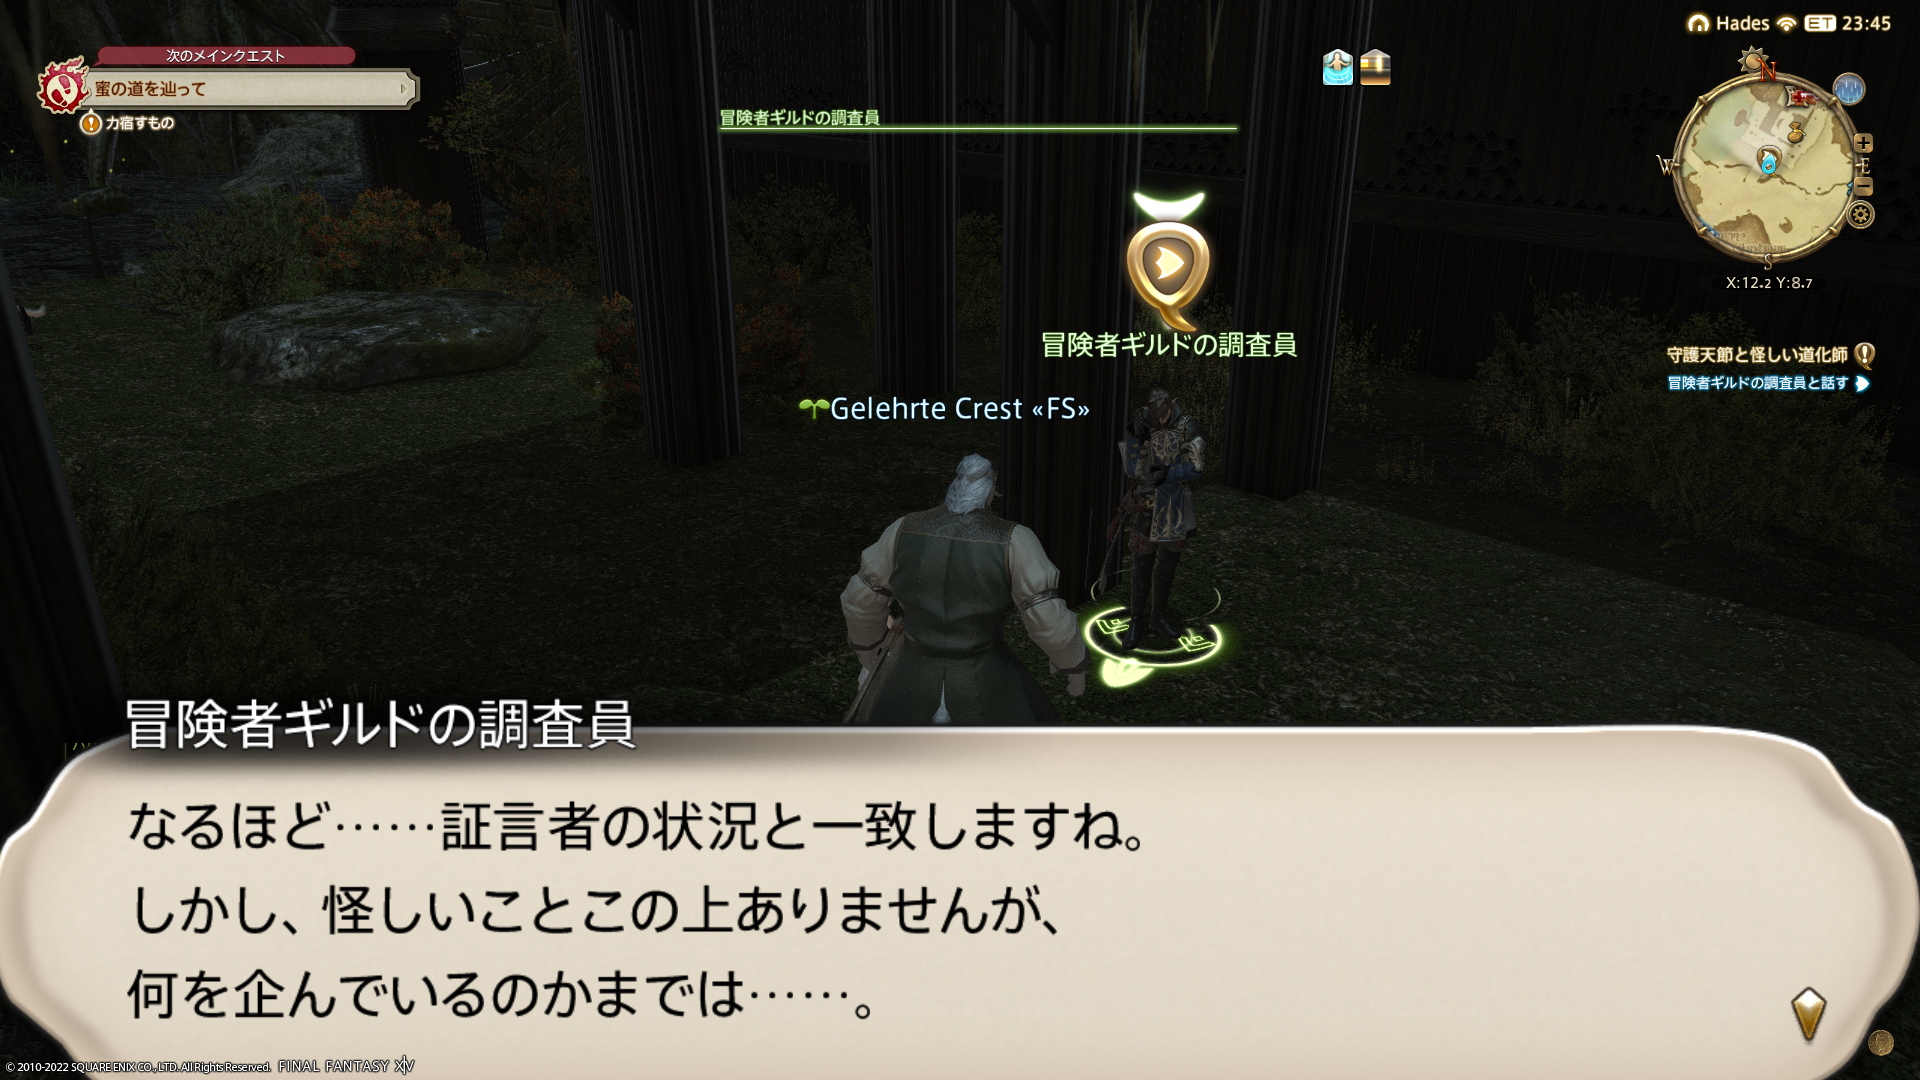 次のメインクエスト
蜜の道を辿って
力宿すもの
冒険者ギルドの調査員
Hades ET 23:45
N
W
E
S
X:12.2 Y:8.7
守護天節と怪しい道化師
冒険者ギルドの調査員と話す
冒険者ギルドの調査員
Gelehrte Crest «FS»
冒険者ギルドの調査員
なるほど……証言者の状況と一致しますね。
しかし、怪しいことこの上ありませんが、
何を企んでいるのかまでは……。
© 2010-2022 SQUARE ENIX CO., LTD. All Rights Reserved. FINAL FANTASY XIV